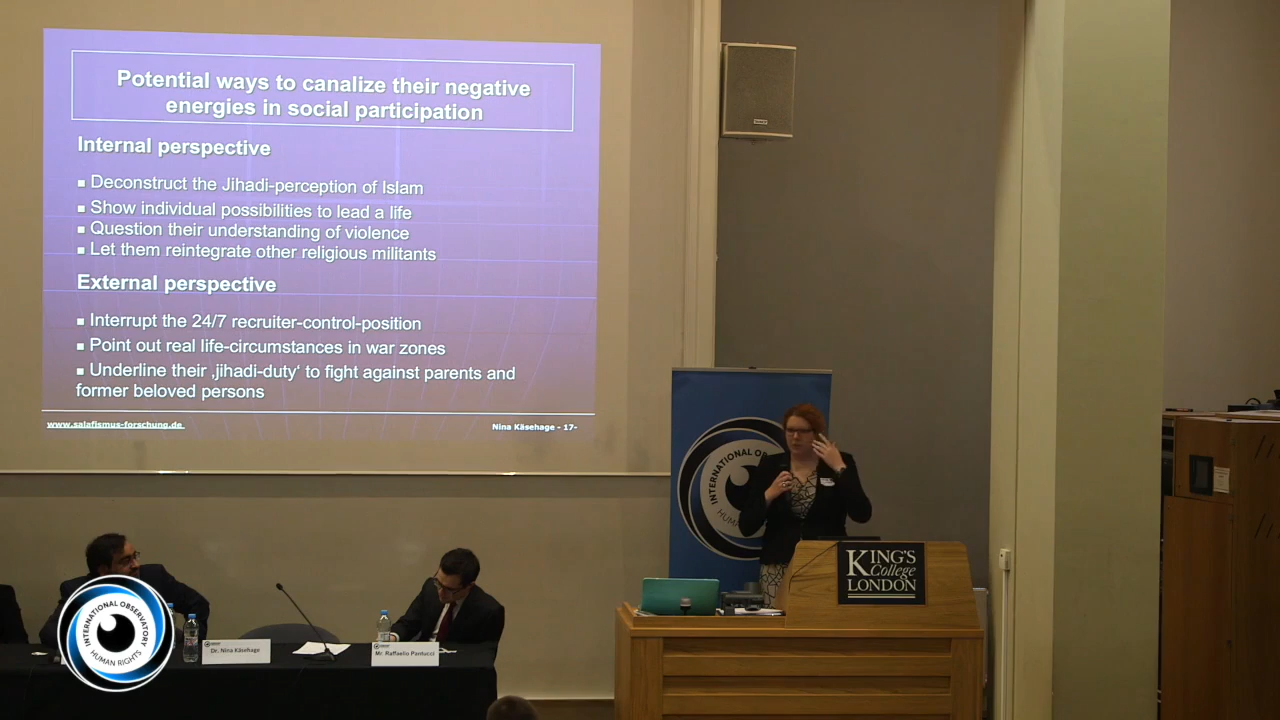 Potential ways to canalize their negative
energies in social participation
Internal perspective
■ Deconstruct the Jihadi-perception of Islam
■ Show individual possibilities to lead a life
■ Question their understanding of violence
■ Let them reintegrate other religious militants
External perspective
■ Interrupt the 24/7 recruiter-control-position
■ Point out real life-circumstances in war zones
■ Underline their ‚jihadi-duty‘ to fight against parents and
former beloved persons
www.salafismus-forschung.de
Nina Käsehage - 17-
INTERNATIONAL OB
HUMA
KING'S
College
LONDON
Dr. Nina Käsehage
Mr. Raffaello Pantucci
INTERNATIONAL OBSERVATORY
HUMAN RIGHTS